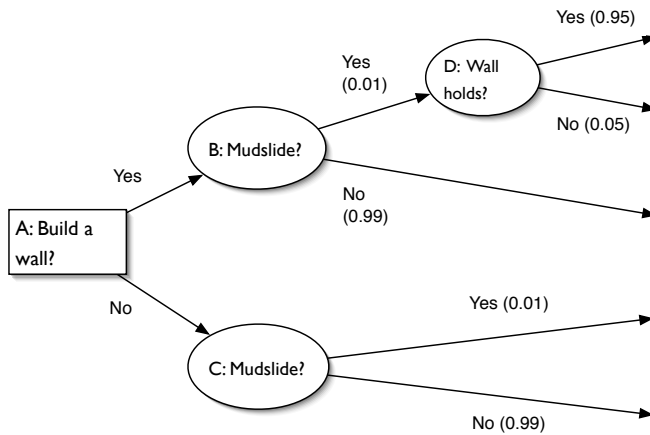 Yes (0.95)
Yes
(0.01)
D: Wall
holds?
No (0.05)
B: Mudslide?
Yes
No
(0.99)
A: Build a
wall?
No
Yes (0.01)
C: Mudslide?
No (0.99)